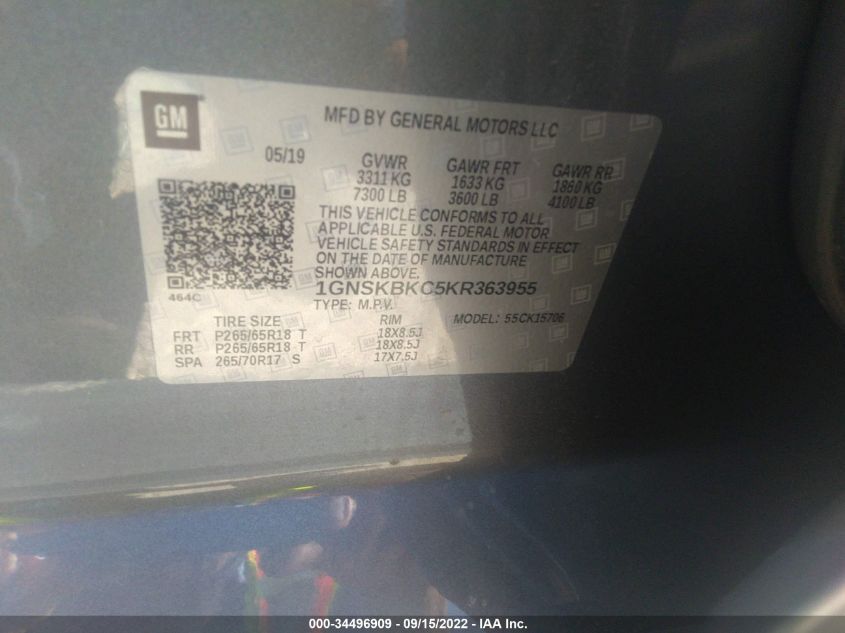 GM
MFD BY GENERAL MOTORS LLC
05/19 GVWR GAWR FRT GAWR RR
3311 KG 1633 KG 1860 KG
7300 LB 3600 LB 4100 LB
THIS VEHICLE CONFORMS TO ALL
APPLICABLE U.S. FEDERAL MOTOR
VEHICLE SAFETY STANDARDS IN EFFECT
ON THE DATE OF MANUFACTURE
SHOWN ABOVE.
464C
1GNSKBKC5KR363955
TYPE: M.P.V. MODEL: 55CK15706
TIRE SIZE RIM
FRT P265/65R18 T 18X8.5J
RR P265/65R18 T 18X8.5J
SPA 265/70R17 S 17X7.5J
000-34496909 - 09/15/2022 - IAA Inc.